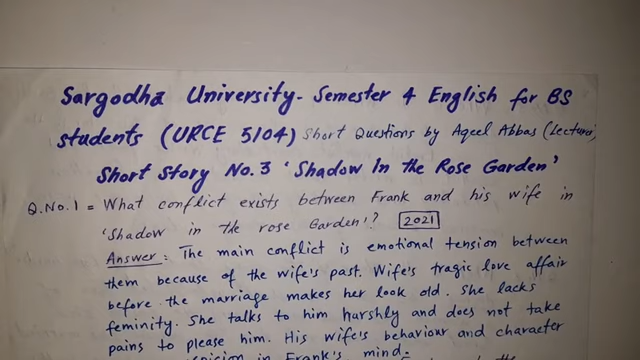 Sargodha University - Semester 4 English for BS
students (URCE 5104) Short Questions by Aqeel Abbas (Lecturer)
Short Story No. 3 'Shadow In the Rose Garden'
Q.No.1 = What conflict exists between Frank and his wife in
'Shadow in the rose Garden'? 2021
Answer: The main conflict is emotional tension between
them because of the wife's past. Wife's tragic love affair
before the marriage makes her look old. She lacks
feminity. She talks to him harshly and does not take
pains to please him. His wife's behaviour and character
in Frank's mind.